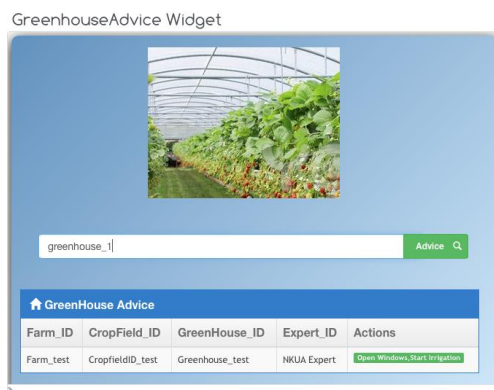 GreenhouseAdvice Widget
greenhouse_1
Advice
GreenHouse Advice
Farm_ID CropField_ID GreenHouse_ID Expert_ID Actions
Farm_test CropfieldID_test Greenhouse_test NKUA Expert Open Windows,Start Irrigation